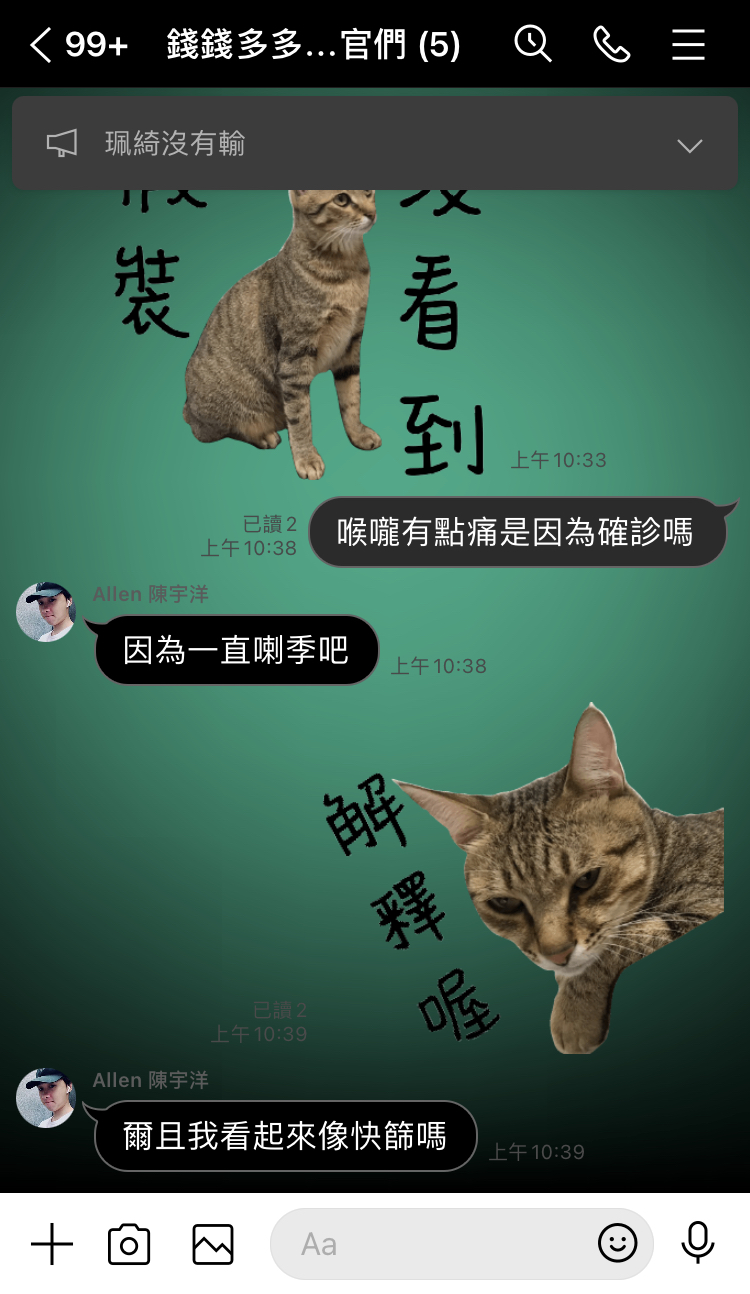 99+ 錢錢多多...官們 (5)
珮綺沒有輸
裝
看到
上午10:33
已讀 2
上午10:38
喉嚨有點痛是因為確診嗎
Allen 陳宇洋
因為一直喇季吧
上午10:38
解釋喔
已讀 2
上午10:39
Allen 陳宇洋
爾且我看起來像快篩嗎
上午10:39
Aa